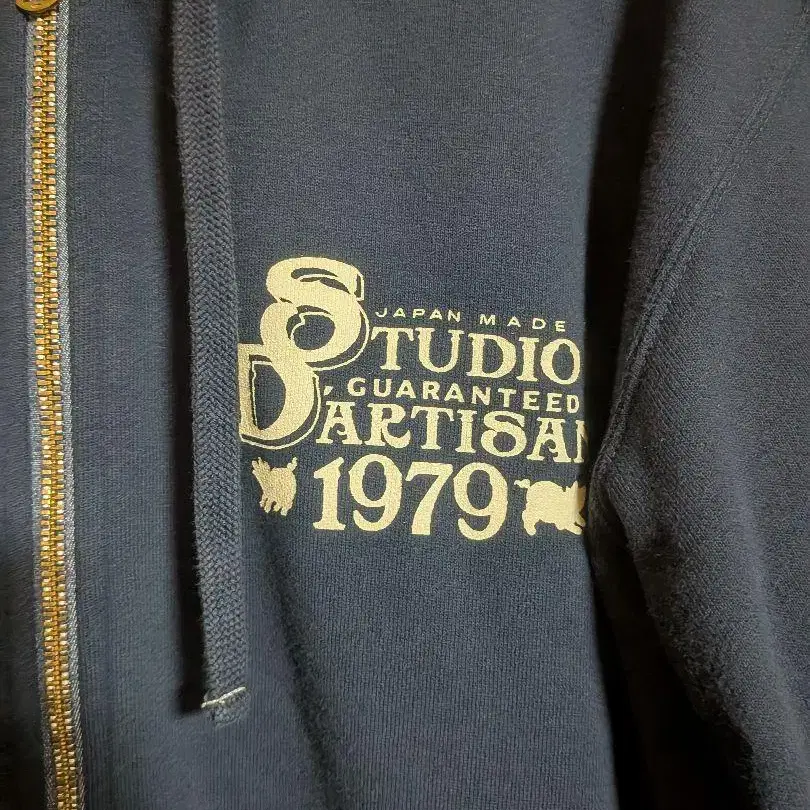 JAPAN MADE
STUDIO
GUARANTEED
D'ARTISAN
1979